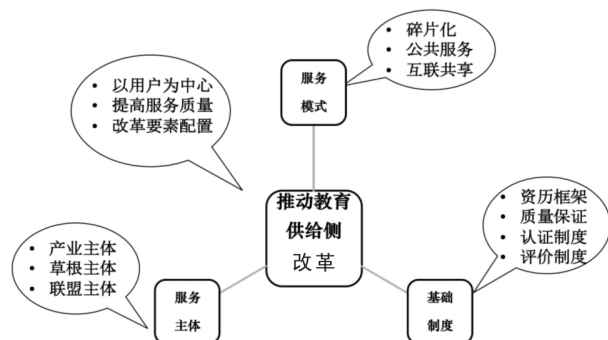 碎片化
公共服务
互联共享
服务
模式
以用户为中心
提高服务质量
改革要素配置
推动教育
供给侧
改革
资历框架
质量保证
认证制度
评价制度
产业主体
草根主体
联盟主体
服务
主体
基础
制度